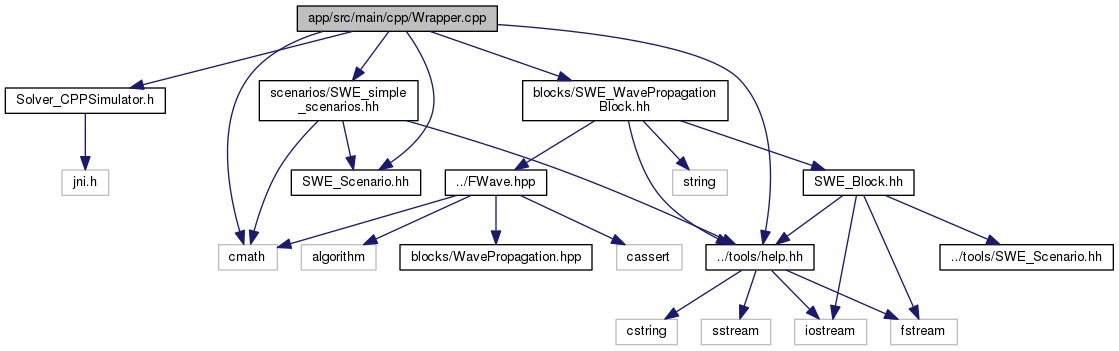 app/src/main/cpp/Wrapper.cpp
Solver_CPPSimulator.h
scenarios/SWE_simple
_scenarios.hh
blocks/SWE_WavePropagation
Block.hh
jni.h
SWE_Scenario.hh
../FWave.hpp
string
SWE_Block.hh
cmath
algorithm
blocks/WavePropagation.hpp
cassert
../tools/help.hh
../tools/SWE_Scenario.hh
cstring
sstream
iostream
fstream